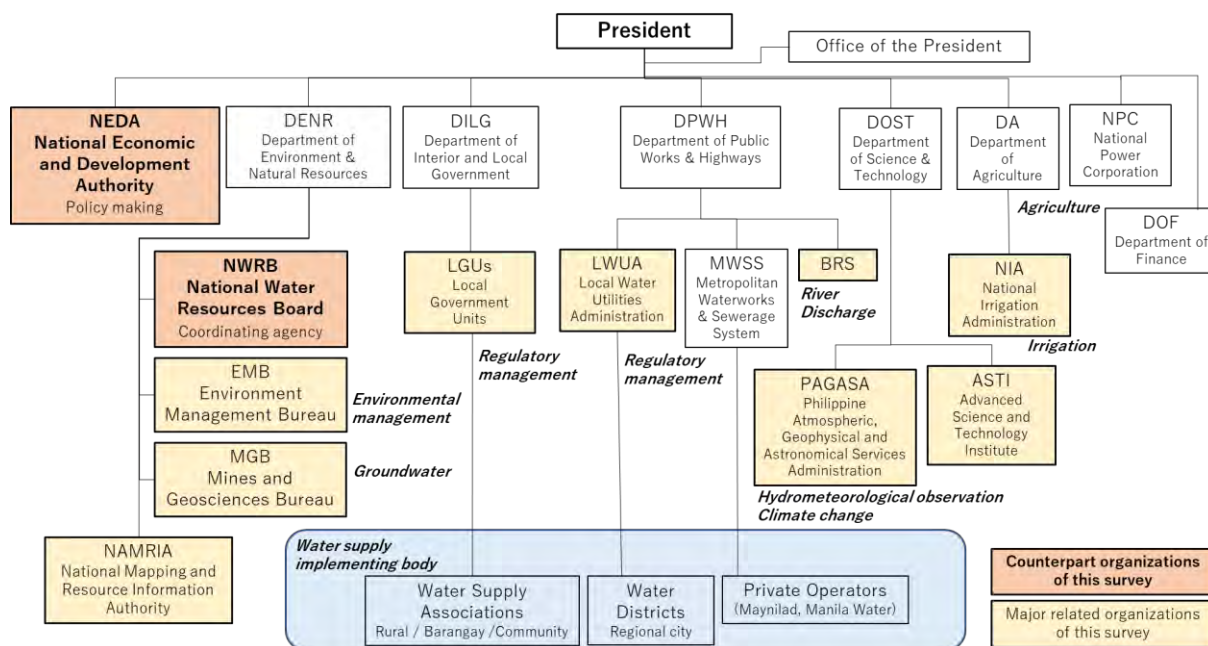 President
Office of the President
NEDA
National Economic
and Development
Authority
Policy making
DENR
Department of
Environment &
Natural Resources
DILG
Department of
Interior and Local
Government
DPWH
Department of Public
Works & Highways
DOST
Department
of Science &
Technology
DA
Department
of
Agriculture
Agriculture
NPC
National
Power
Corporation
DOF
Department of
Finance
NWRB
National Water
Resources Board
Coordinating agency
LGUs
Local
Government
Units
Regulatory
management
LWUA
Local Water
Utilities
Administration
Regulatory
management
MWSS
Metropolitan
Waterworks
& Sewerage
System
BRS
River
Discharge
NIA
National
Irrigation
Administration
Irrigation
EMB
Environment
Management Bureau
Environmental
management
MGB
Mines and
Geosciences Bureau
Groundwater
PAGASA
Philippine
Atmospheric,
Geophysical and
Astronomical Services
Administration
Hydrometeorological observation
Climate change
ASTI
Advanced
Science and
Technology
Institute
NAMRIA
National Mapping and
Resource Information
Authority
Water supply
implementing body
Water Supply
Associations
Rural / Barangay /Community
Water
Districts
Regional city
Private Operators
(Maynilad, Manila Water)
Counterpart organizations
of this survey
Major related organizations
of this survey